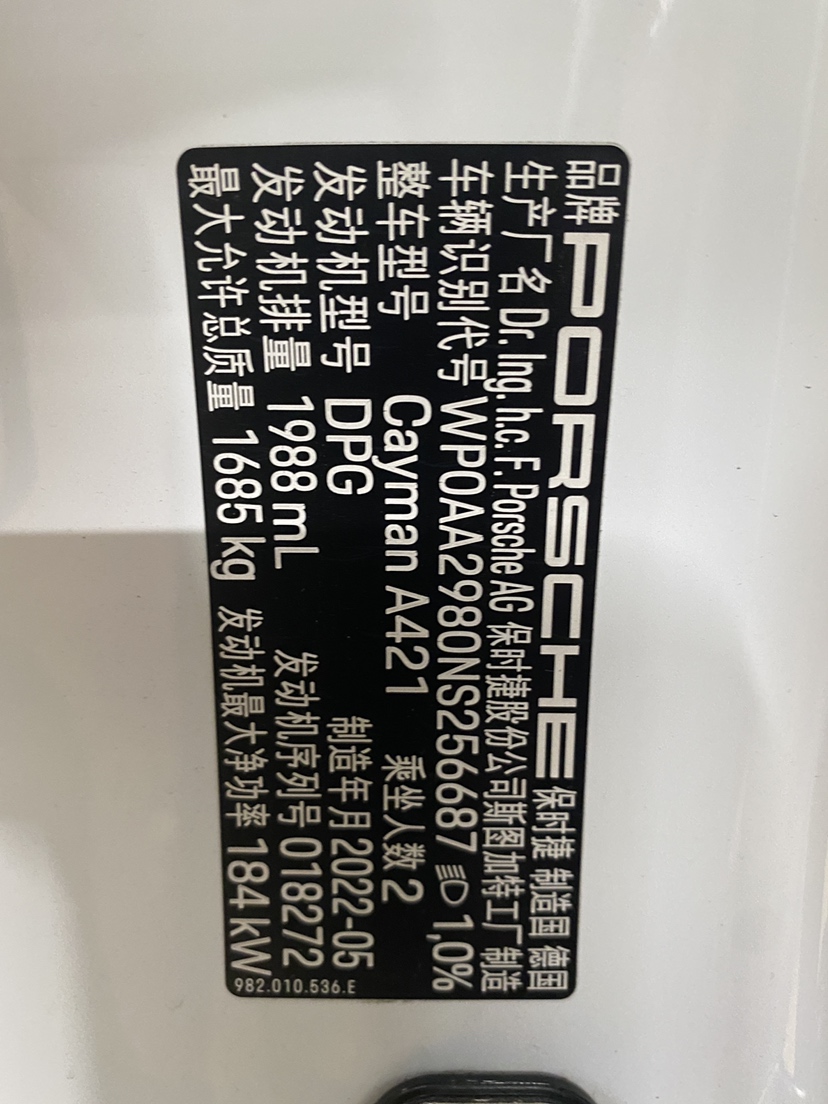 品牌 PORSCHE 保时捷 制造国 德国
生产厂名 Dr. Ing. h.c. F. Porsche AG 保时捷股份公司斯图加特工厂 制造
车辆识别代号 WP0AA2980NS256687 1,0%
整车型号 Cayman A421 乘坐人数 2
发动机型号 DPG 制造年月 2022-05
发动机排量 1988 mL 发动机序列号 018272
最大允许总质量 1685 kg 发动机最大净功率 184 kW
982.010.536.E